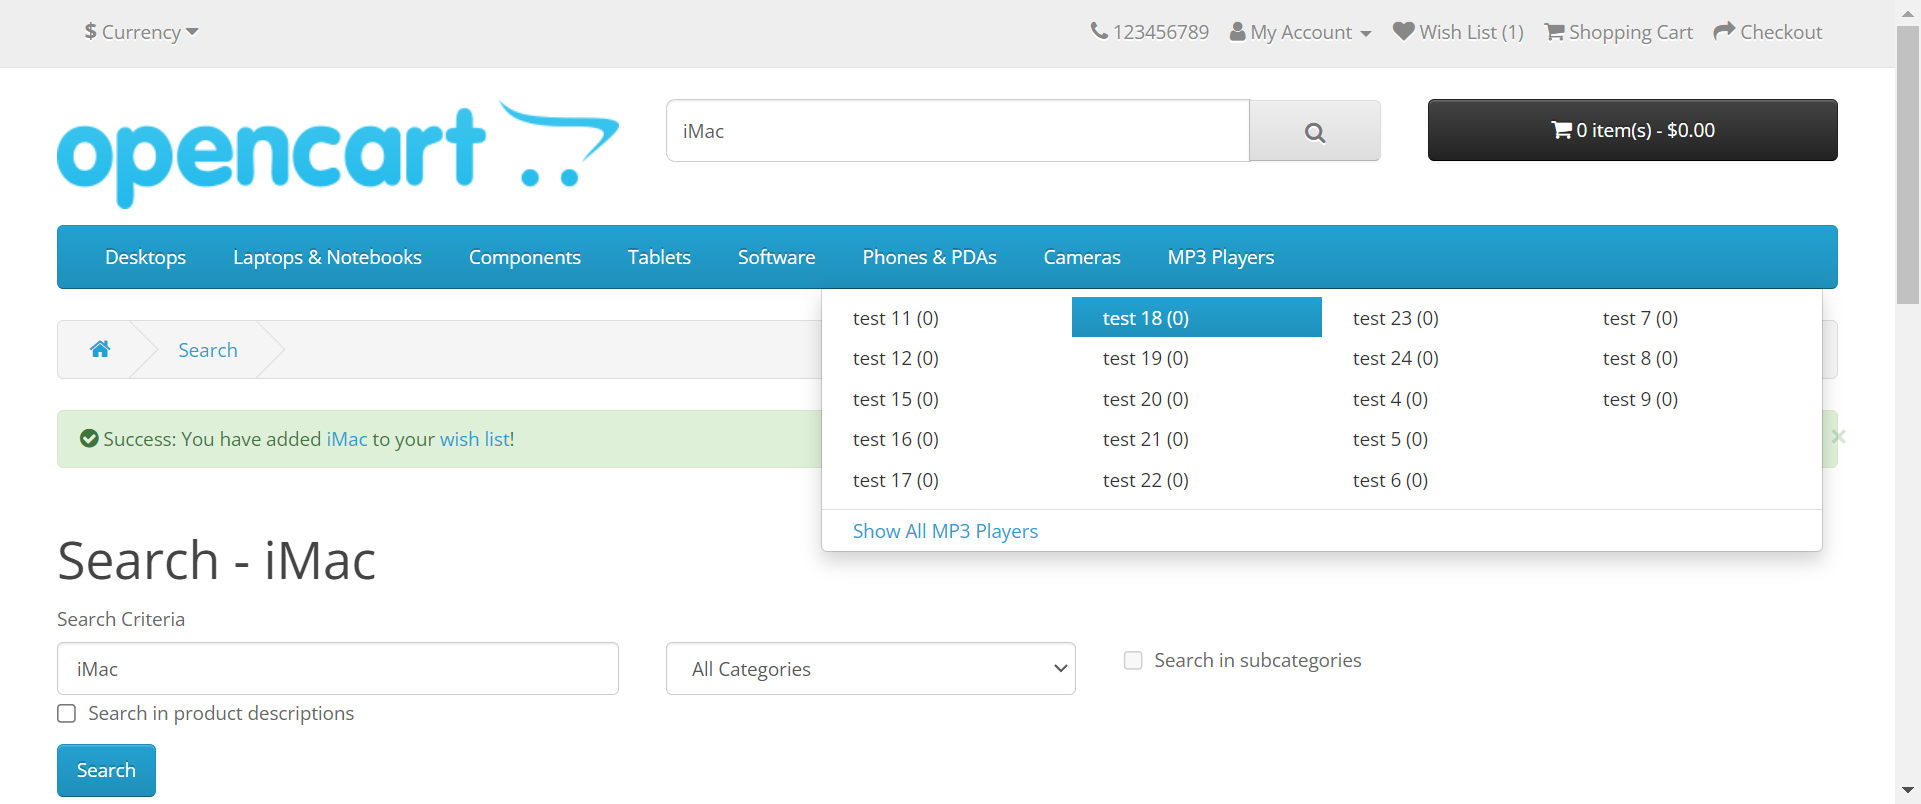 $ Currency
123456789 My Account Wish List (1) Shopping Cart Checkout
opencart
iMac
0 item(s) - $0.00
Desktops Laptops & Notebooks Components Tablets Software Phones & PDAs Cameras MP3 Players
test 11 (0) test 18 (0) test 23 (0) test 7 (0)
test 12 (0) test 19 (0) test 24 (0) test 8 (0)
test 15 (0) test 20 (0) test 4 (0) test 9 (0)
test 16 (0) test 21 (0) test 5 (0)
test 17 (0) test 22 (0) test 6 (0)
Show All MP3 Players
Search
Success: You have added iMac to your wish list!
×
Search - iMac
Search Criteria
iMac
All Categories
Search in subcategories
Search in product descriptions
Search